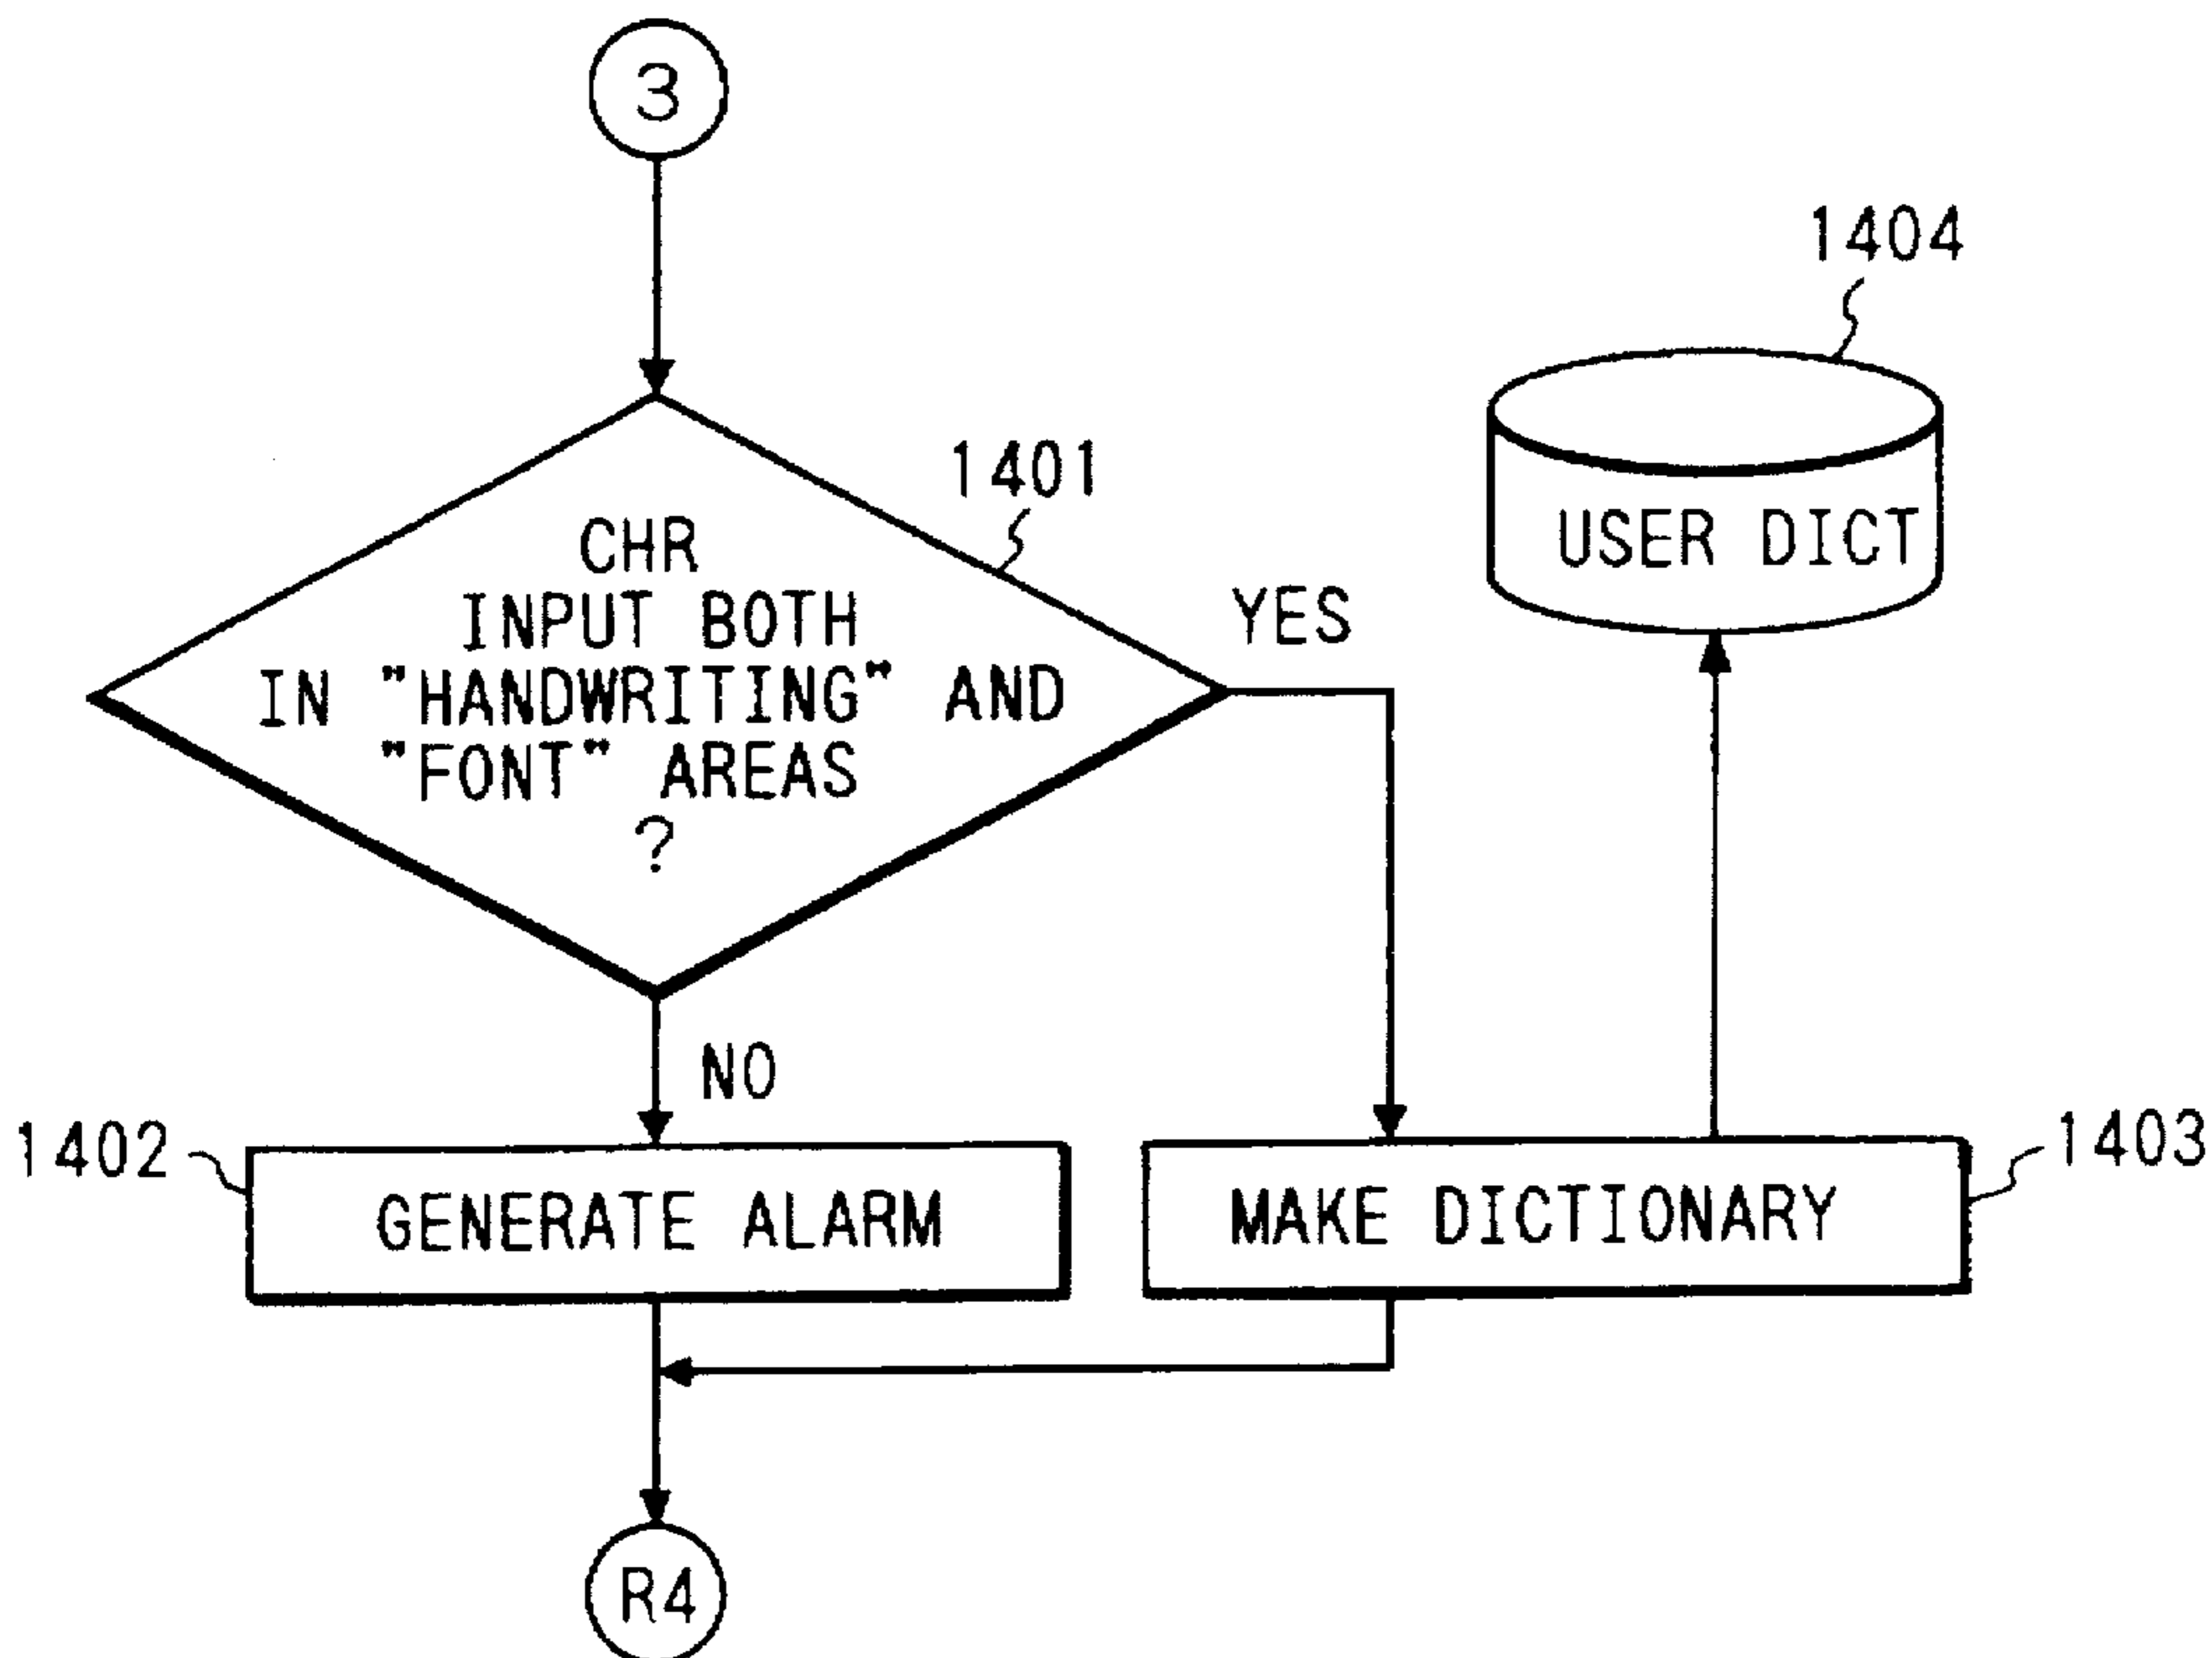 3
1404
1401
CHR
INPUT BOTH
IN "HANDWRITING" AND
"FONT" AREAS
?
YES
USER DICT
NO
1402
GENERATE ALARM
MAKE DICTIONARY
1403
R4